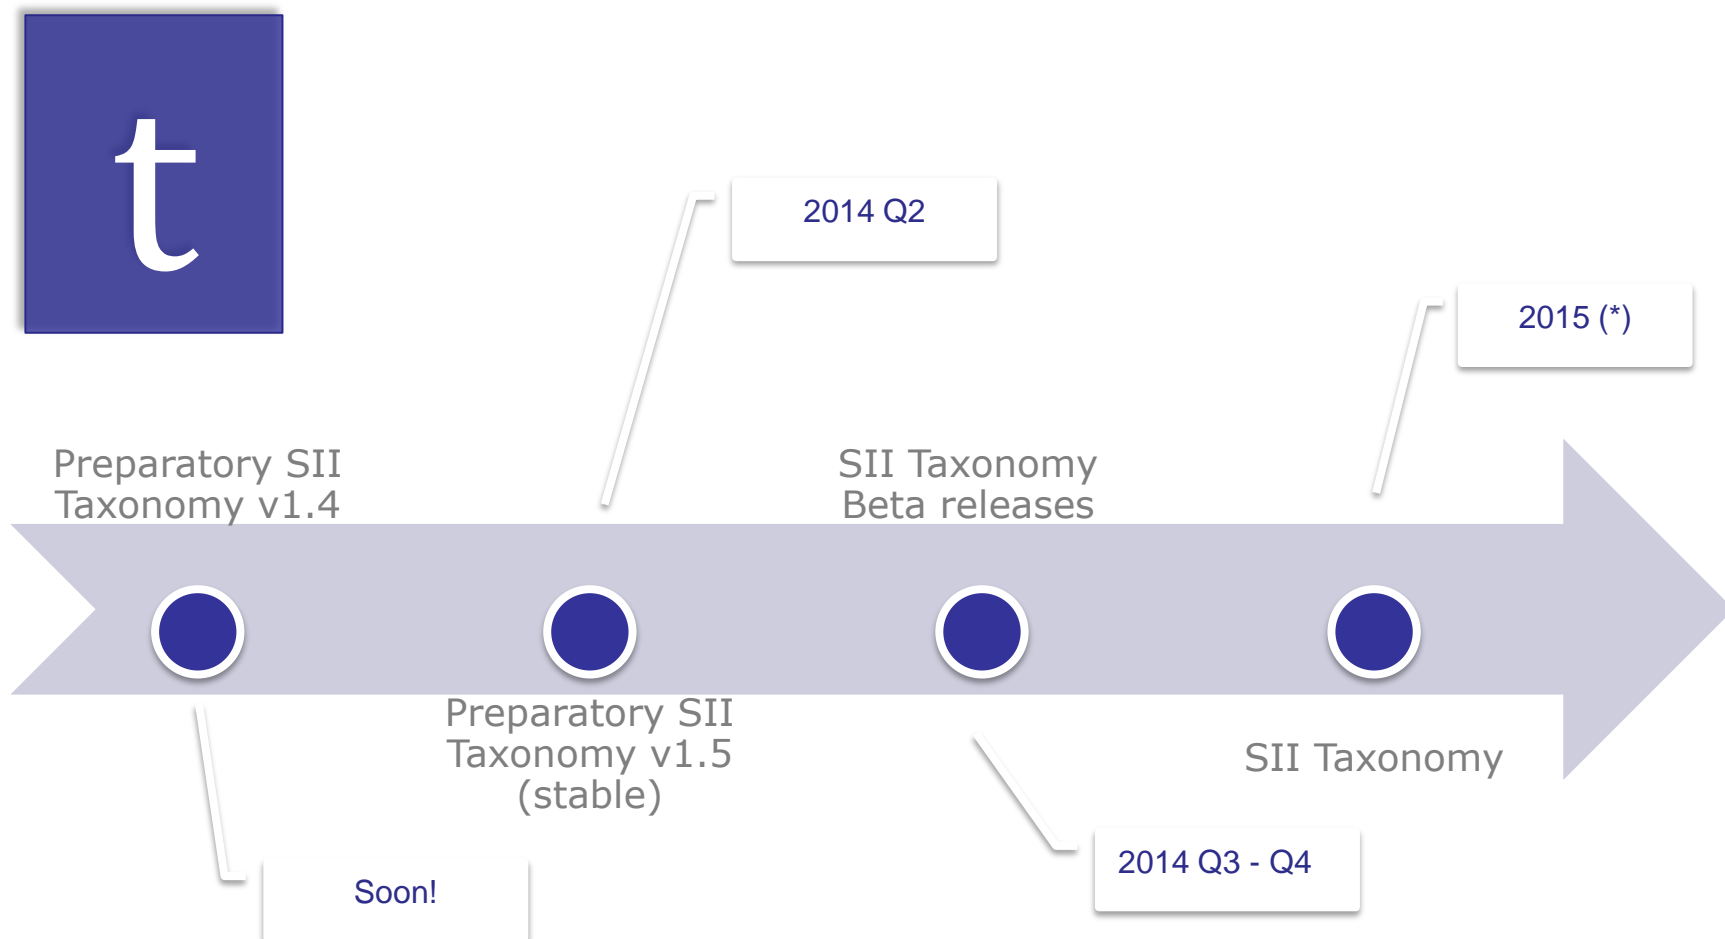 t
2014 Q2
2015 (*)
Preparatory SII
Taxonomy v1.4
SII Taxonomy
Beta releases
Preparatory SII
Taxonomy v1.5
(stable)
SII Taxonomy
2014 Q3 - Q4
Soon!